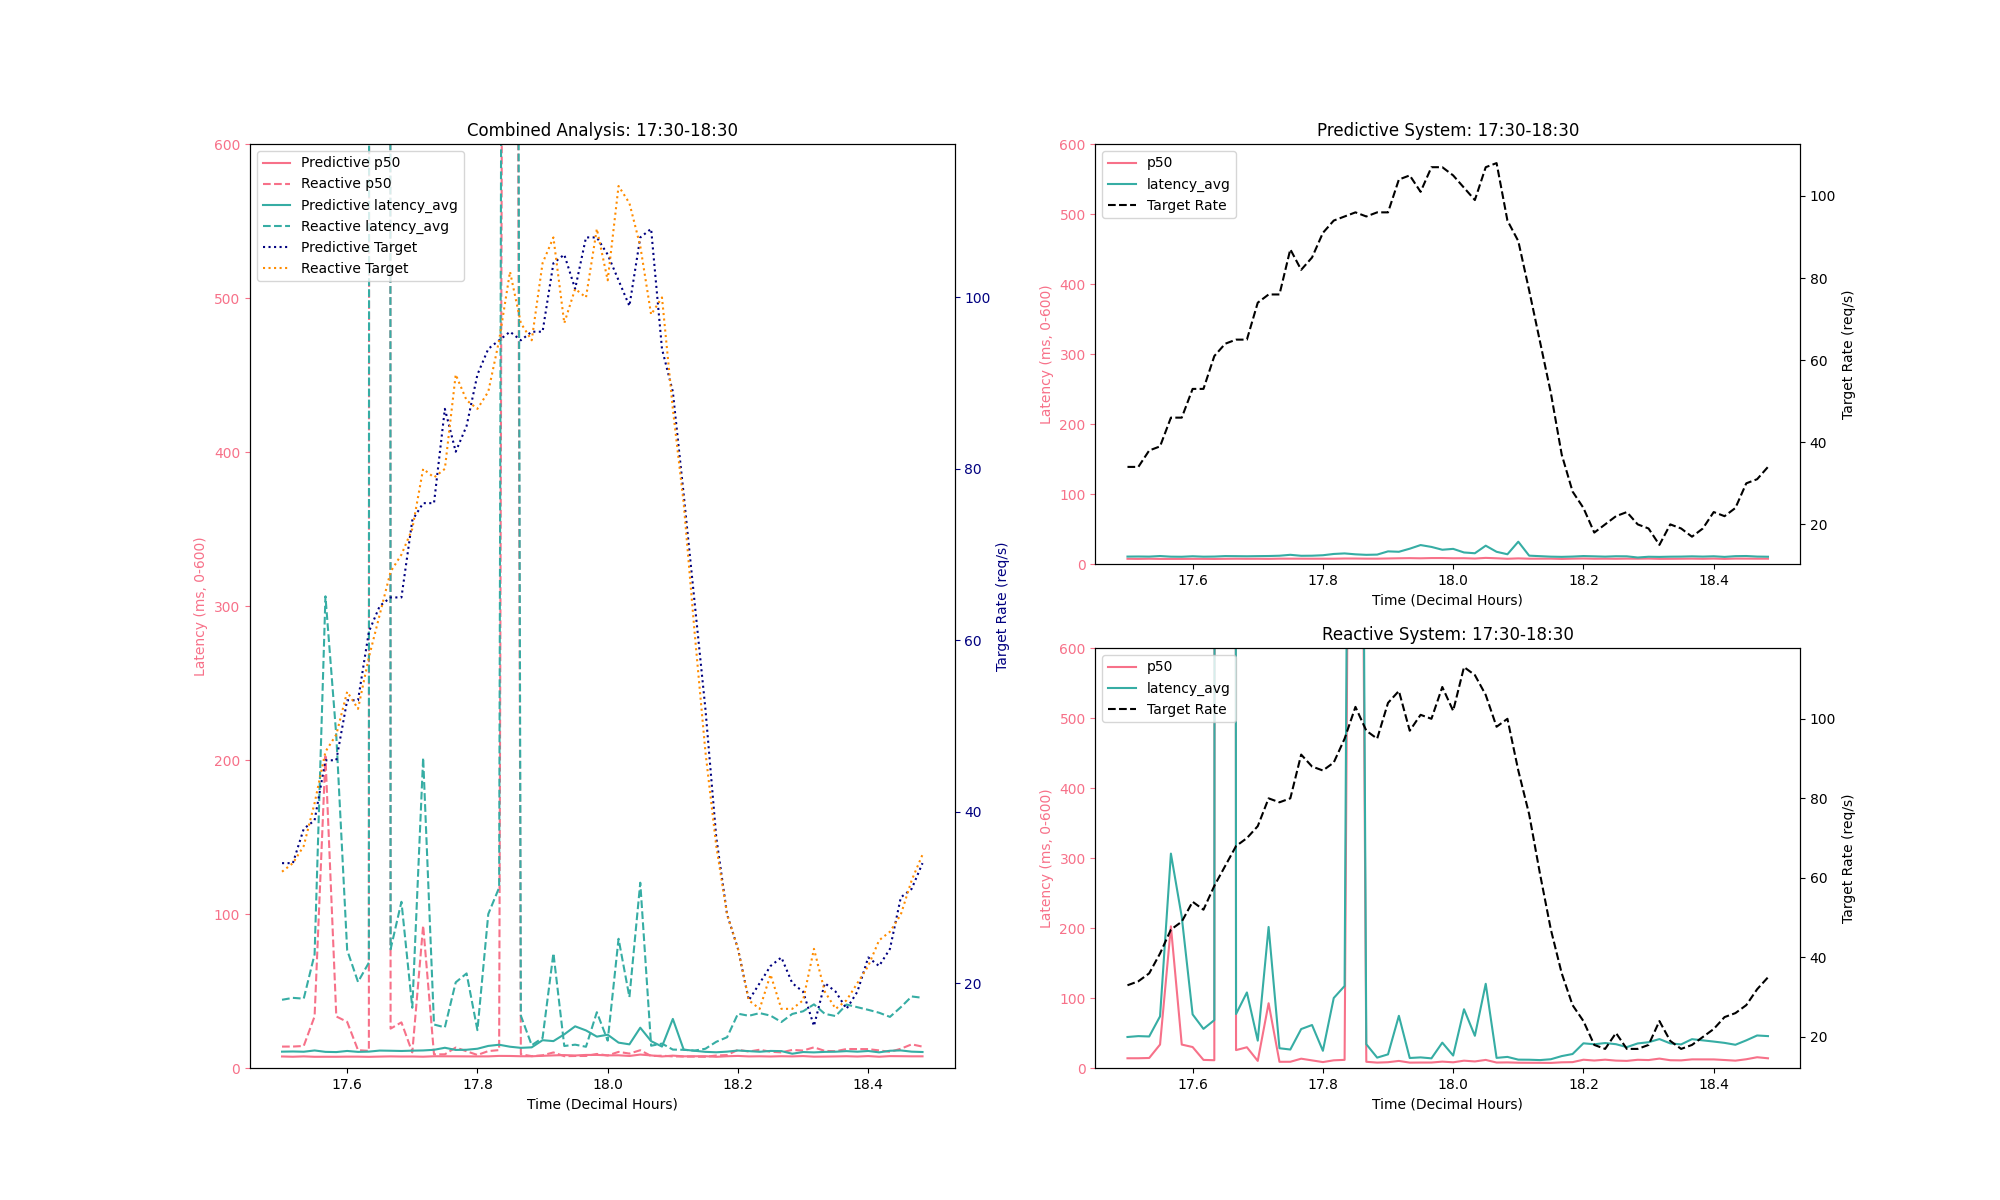 Combined Analysis: 17:30-18:30
Predictive p50
Reactive p50
Predictive latency_avg
Reactive latency_avg
Predictive Target
Reactive Target
600
500
400
300
200
100
0
Latency (ms, 0-600)
100
80
60
40
20
Target Rate (req/s)
17.6 17.8 18.0 18.2 18.4
Time (Decimal Hours)
Predictive System: 17:30-18:30
p50
latency_avg
Target Rate
600
500
400
300
200
100
0
Latency (ms, 0-600)
100
80
60
40
20
Target Rate (req/s)
17.6 17.8 18.0 18.2 18.4
Time (Decimal Hours)
Reactive System: 17:30-18:30
p50
latency_avg
Target Rate
600
500
400
300
200
100
0
Latency (ms, 0-600)
100
80
60
40
20
Target Rate (req/s)
17.6 17.8 18.0 18.2 18.4
Time (Decimal Hours)